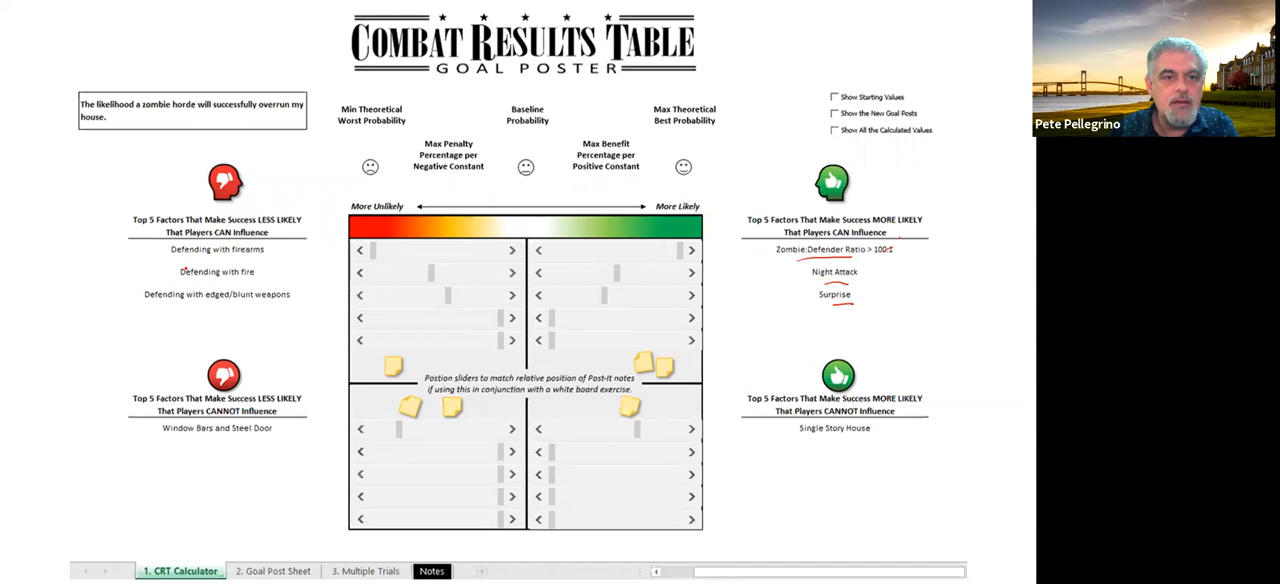 COMBAT RESULTS TABLE
GOAL POSTER
The likelihood a zombie horde will successfully overrun my
house.
Min Theoretical
Worst Probability
Baseline
Probability
Max Theoretical
Best Probability
Max Penalty
Percentage per
Negative Constant
Max Benefit
Percentage per
Positive Constant
Show Starting Values
Show the New Goal Posts
Show All the Calculated Values
Pete Pellegrino
More Unlikely
More Likely
Top 5 Factors That Make Success LESS LIKELY
That Players CAN Influence
Defending with firearms
Defending with fire
Defending with edged/blunt weapons
Top 5 Factors That Make Success MORE LIKELY
That Players CAN Influence
Zombie:Defender Ratio > 100:1
Night Attack
Surprise
Postion sliders to match relative position of Post-It notes
if using this in conjunction with a white board exercise.
Top 5 Factors That Make Success LESS LIKELY
That Players CANNOT Influence
Window Bars and Steel Door
Top 5 Factors That Make Success MORE LIKELY
That Players CANNOT Influence
Single Story House
1. CRT Calculator
2. Goal Post Sheet
3. Multiple Trials
Notes